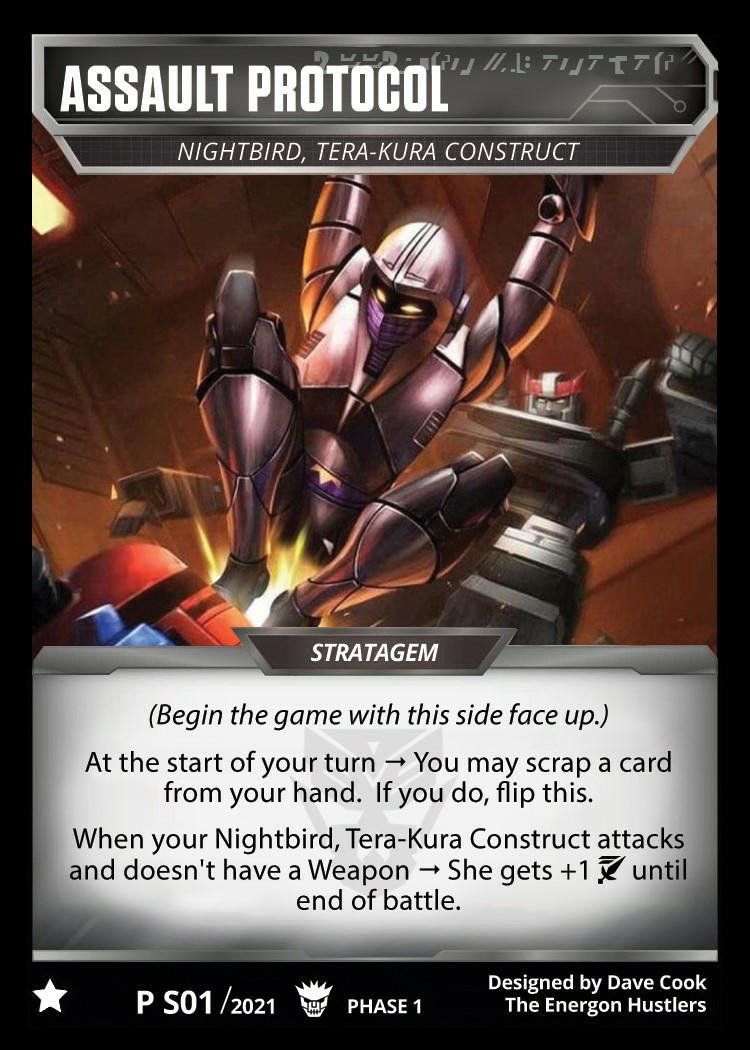 ASSAULT PROTOCOL
NIGHTBIRD, TERA-KURA CONSTRUCT
STRATAGEM
(Begin the game with this side face up.)
At the start of your turn → You may scrap a card
from your hand. If you do, flip this.
When your Nightbird, Tera-Kura Construct attacks
and doesn't have a Weapon → She gets +1 until
end of battle.
P S01/2021 PHASE 1
Designed by Dave Cook
The Energon Hustlers